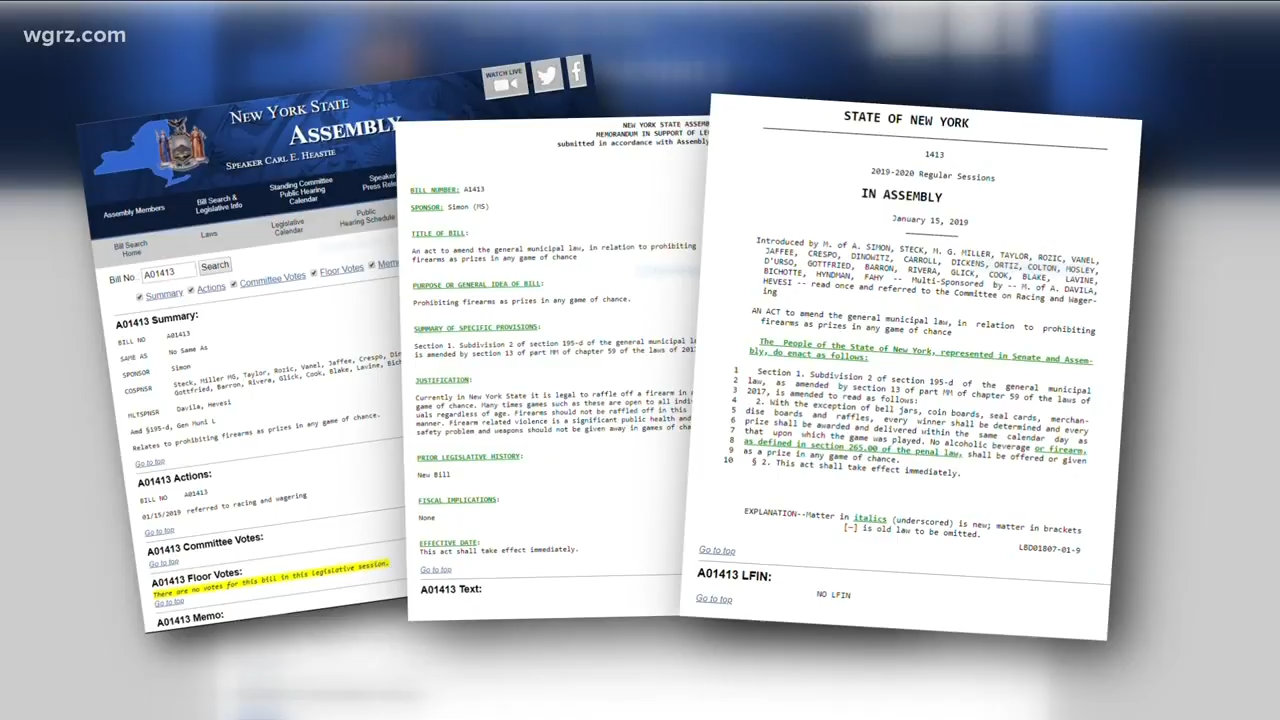 wgrz.com
WATCH LIVE
NEW YORK STATE
ASSEMBLY
SPEAKER CARL E. HEASTIE
Assembly Members
Bill Search &
Legislative Info
Standing Committee
Public Hearing
Calendar
Speaker's
Press Rele
Bill Search
Home
Laws
Legislative
Calendar
Public
Hearing Schedule
Bill No.: A01413 Search
Summary Actions Committee Votes Floor Votes Mem
A01413 Summary:
BILL NO A01413
SAME AS No Same As
SPONSOR Simon
COSPNSR Steck, Miller MG, Taylor, Rozic, Vanel, Jaffee, Crespo, Din
Gottfried, Barron, Rivera, Glick, Cook, Blake, Lavine, Bich
MLTSPNSR Davila, Hevesi
Amd §195-d, Gen Muni L
Relates to prohibiting firearms as prizes in any game of chance.
Go to top
A01413 Actions:
BILL NO A01413
01/15/2019 referred to racing and wagering
Go to top
A01413 Committee Votes:
Go to top
A01413 Floor Votes:
There are no votes for this bill in this legislative session.
Go to top
A01413 Memo:
NEW YORK STATE ASSEMB
MEMORANDUM IN SUPPORT OF LE
submitted in accordance with Assembly
BILL NUMBER: A1413
SPONSOR: Simon (MS)
TITLE OF BILL:
An act to amend the general municipal law, in relation to prohibiting
firearms as prizes in any game of chance
PURPOSE OR GENERAL IDEA OF BILL:
Prohibiting firearms as prizes in any game of chance.
SUMMARY OF SPECIFIC PROVISIONS:
Section 1. Subdivision 2 of section 195-d of the general municipal la
is amended by section 13 of part MM of chapter 59 of the laws of 2017
JUSTIFICATION:
Currently in New York State it is legal to raffle off a firearm in a
game of chance. Many times games such as these are open to all indi
uals regardless of age. Firearms should not be raffled off in this
manner. Firearm related violence is a significant public health and
safety problem and weapons should not be given away in games of cha
PRIOR LEGISLATIVE HISTORY:
New Bill
FISCAL IMPLICATIONS:
None
EFFECTIVE DATE:
This act shall take effect immediately.
Go to top
A01413 Text:
STATE OF NEW YORK
1413
2019-2020 Regular Sessions
IN ASSEMBLY
January 15, 2019
Introduced by M. of A. SIMON, STECK, M. G. MILLER, TAYLOR, ROZIC, VANEL,
JAFFEE, CRESPO, DINOWITZ, CARROLL, DICKENS, ORTIZ, COLTON, MOSLEY,
D'URSO, GOTTFRIED, BARRON, RIVERA, GLICK, COOK, BLAKE, LAVINE,
BICHOTTE, HYNDMAN, FAHY -- Multi-Sponsored by -- M. of A. DAVILA,
HEVESI -- read once and referred to the Committee on Racing and Wager-
ing
AN ACT to amend the general municipal law, in relation to prohibiting
firearms as prizes in any game of chance
The People of the State of New York, represented in Senate and Assem-
bly, do enact as follows:
1 Section 1. Subdivision 2 of section 195-d of the general municipal
2 law, as amended by section 13 of part MM of chapter 59 of the laws of
3 2017, is amended to read as follows:
4 2. With the exception of bell jars, coin boards, seal cards, merchan-
5 dise boards and raffles, every winner shall be determined and every
6 prize shall be awarded and delivered within the same calendar day as
7 that upon which the game was played. No alcoholic beverage or firearm,
8 as defined in section 265.00 of the penal law, shall be offered or given
9 as a prize in any game of chance.
10 § 2. This act shall take effect immediately.
EXPLANATION--Matter in italics (underscored) is new; matter in brackets
[-] is old law to be omitted.
LBD01807-01-9
Go to top
A01413 LFIN:
NO LFIN
Go to top